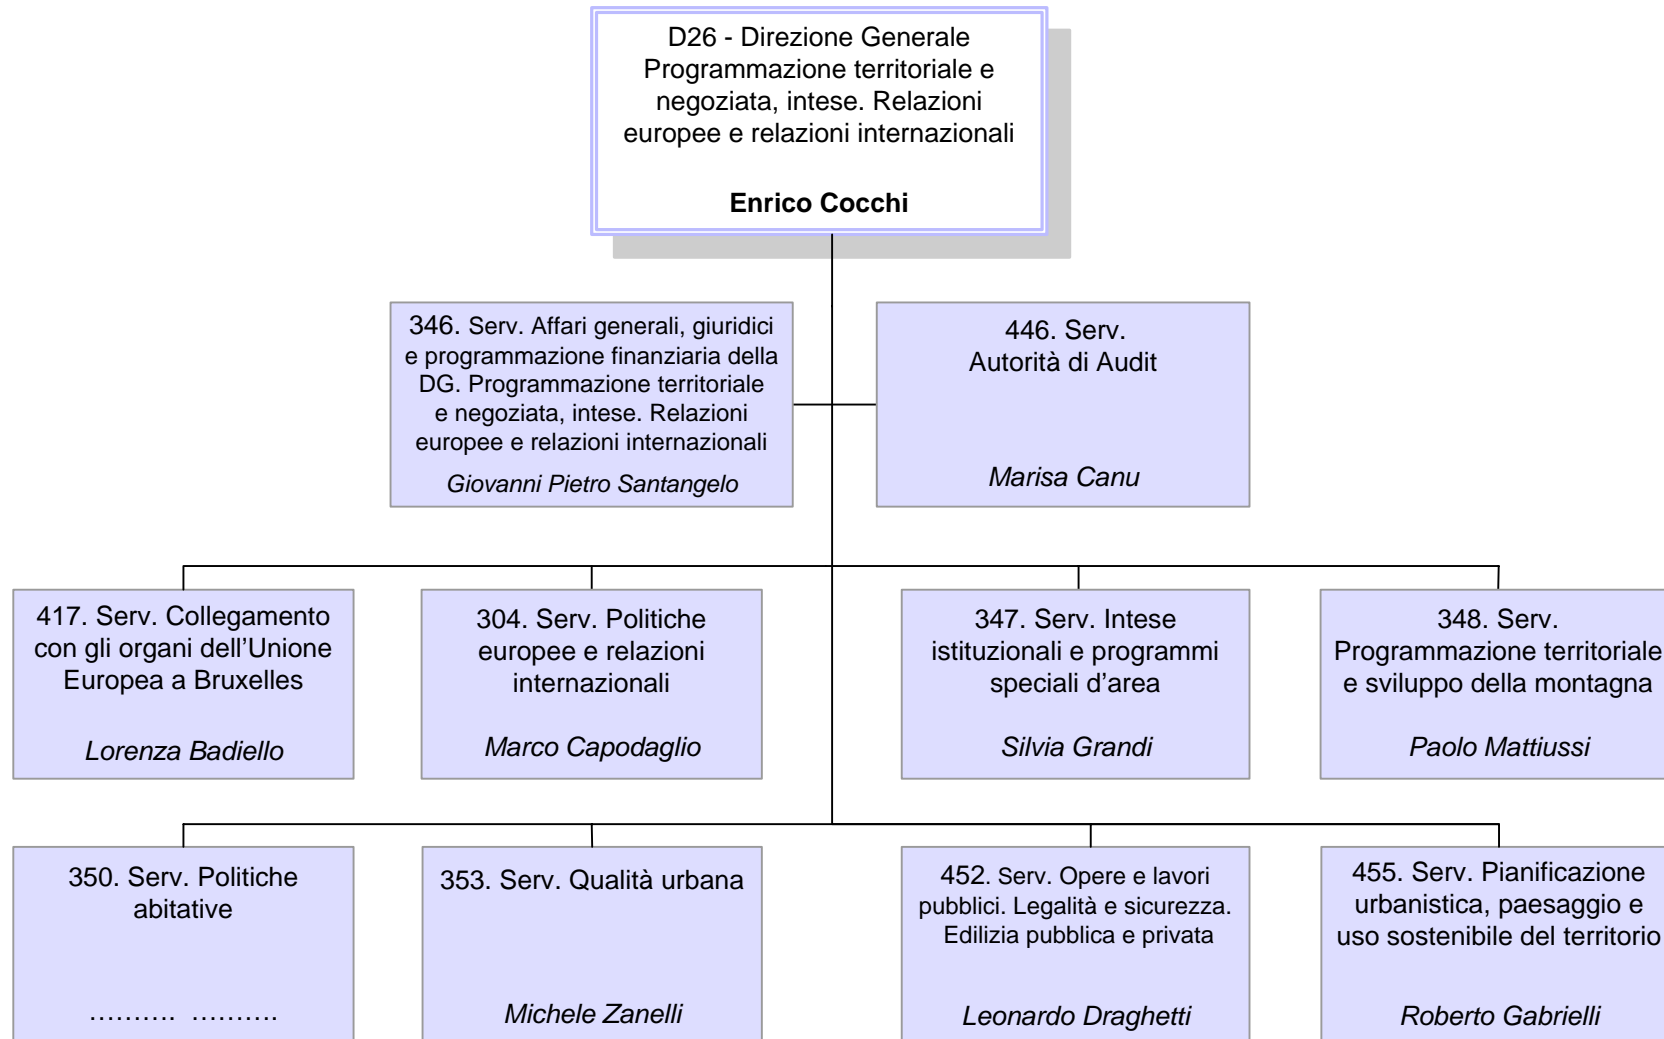 D26 - Direzione Generale
Programmazione territoriale e
negoziata, intese. Relazioni
europee e relazioni internazionali
Enrico Cocchi
346. Serv. Affari generali, giuridici
e programmazione finanziaria della
DG. Programmazione territoriale
e negoziata, intese. Relazioni
europee e relazioni internazionali
Giovanni Pietro Santangelo
446. Serv.
Autorità di Audit
Marisa Canu
417. Serv. Collegamento
con gli organi dell’Unione
Europea a Bruxelles
Lorenza Badiello
304. Serv. Politiche
europee e relazioni
internazionali
Marco Capodaglio
347. Serv. Intese
istituzionali e programmi
speciali d’area
Silvia Grandi
348. Serv.
Programmazione territoriale
e sviluppo della montagna
Paolo Mattiussi
350. Serv. Politiche
abitative
………. ……….
353. Serv. Qualità urbana
Michele Zanelli
452. Serv. Opere e lavori
pubblici. Legalità e sicurezza.
Edilizia pubblica e privata
Leonardo Draghetti
455. Serv. Pianificazione
urbanistica, paesaggio e
uso sostenibile del territorio
Roberto Gabrielli